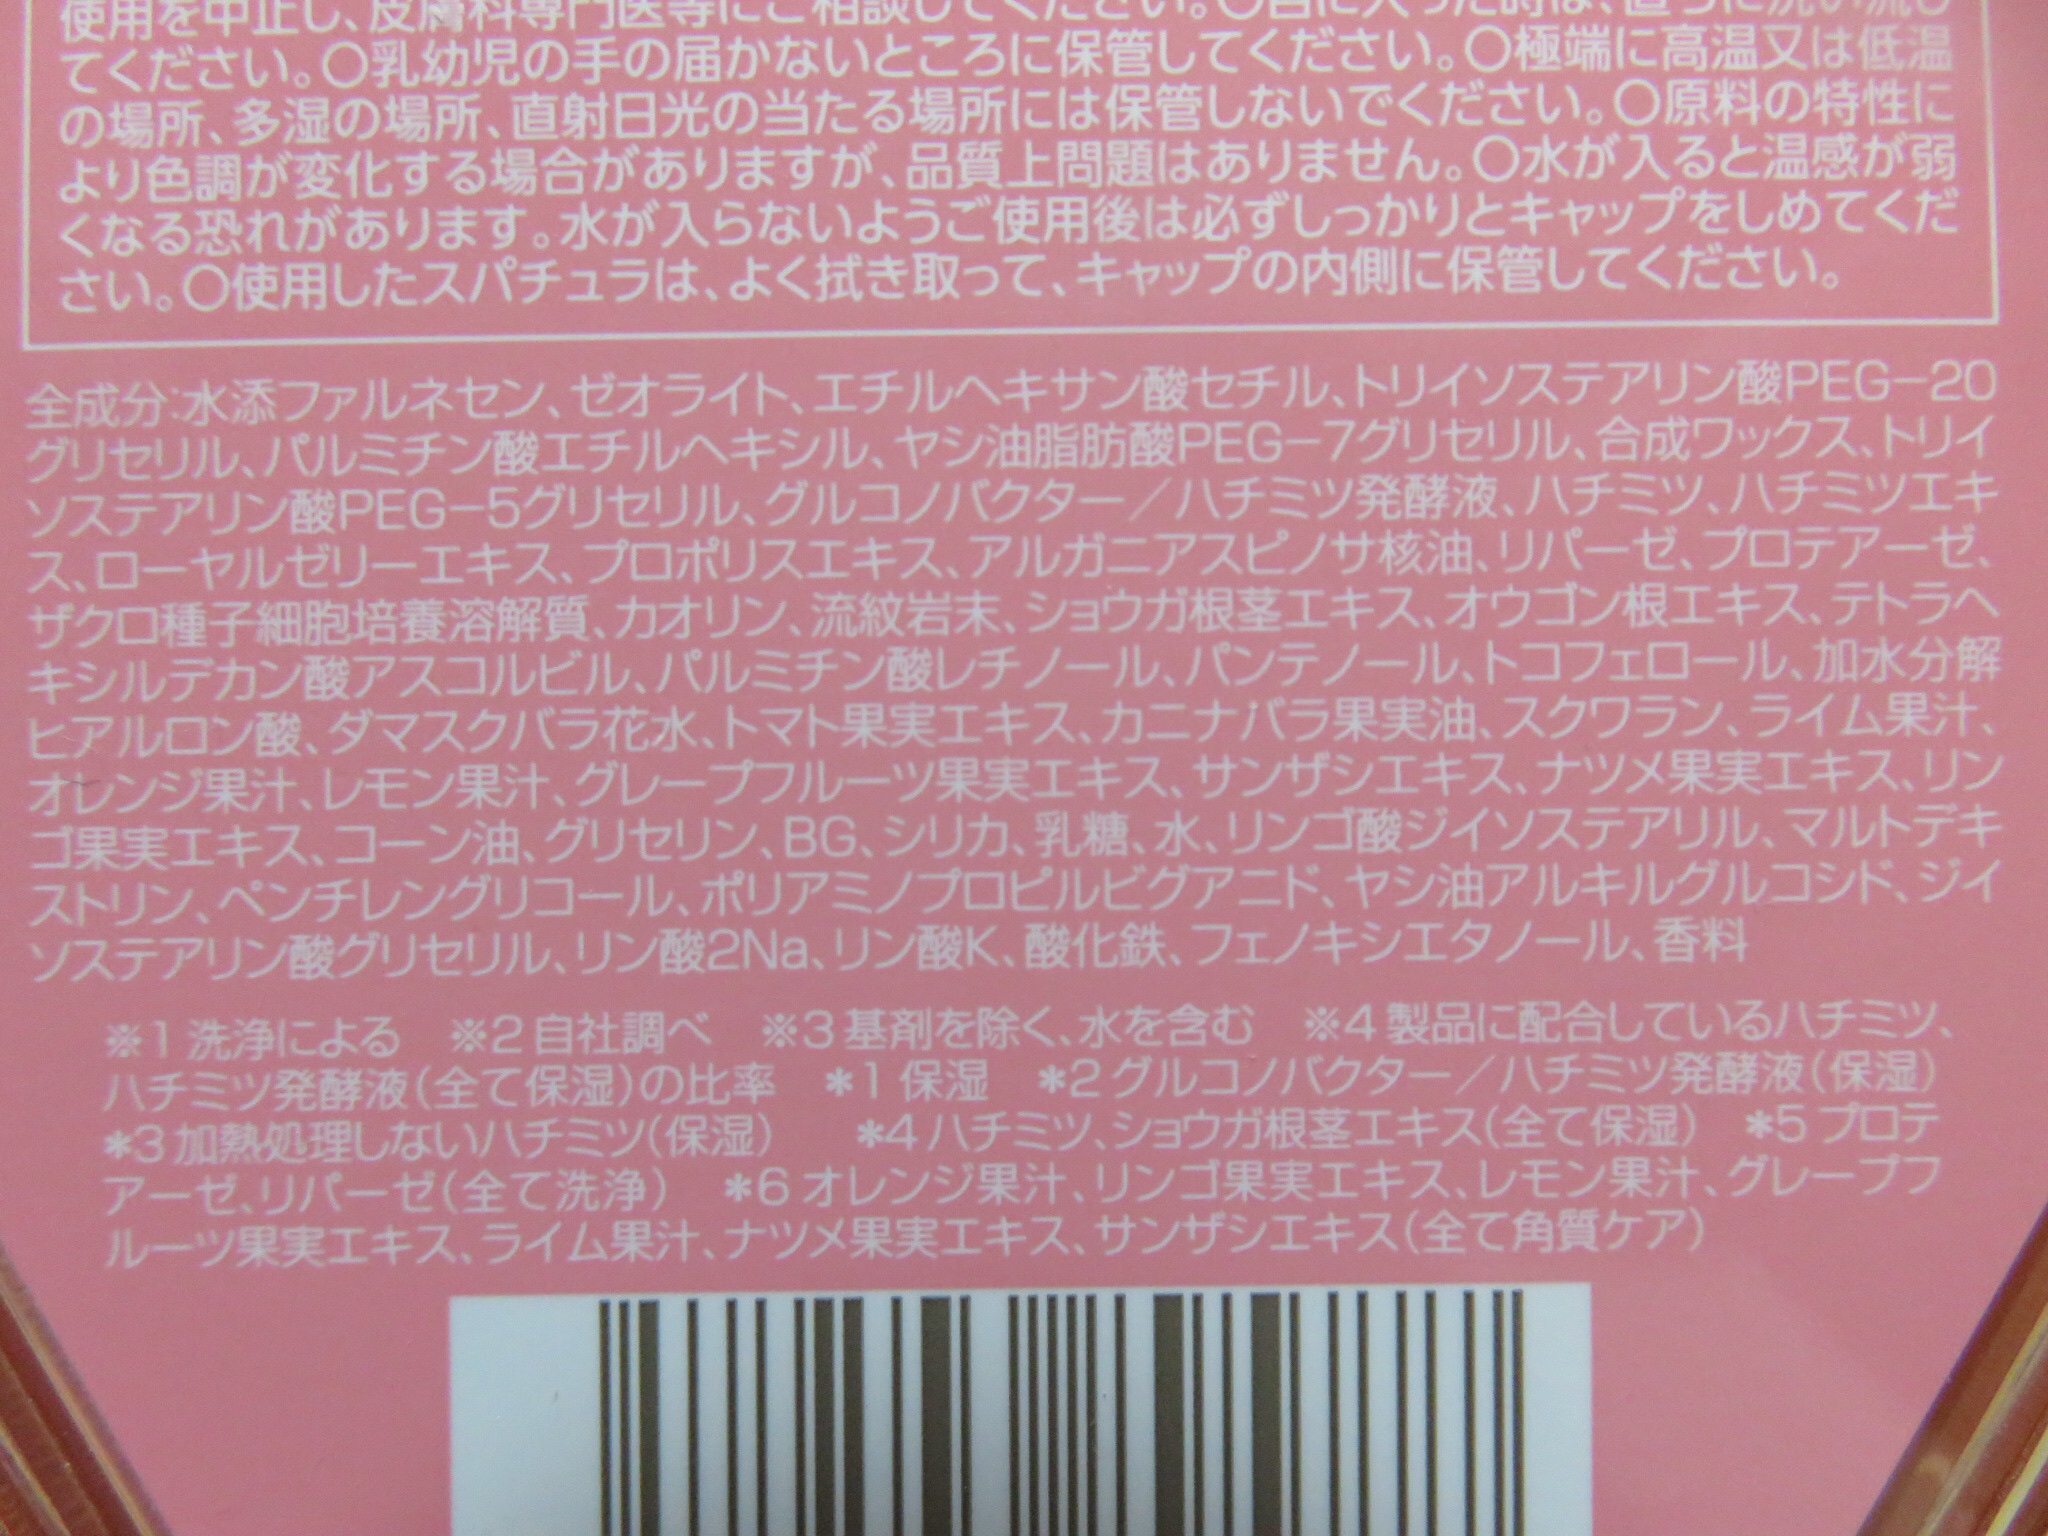 使用を中止し、皮膚科専門医等にご相談してください。〇目に入った時は、直ちに洗い流し
てください。〇乳幼児の手の届かないところに保管してください。〇極端に高温又は低温
の場所、多湿の場所、直射日光の当たる場所には保管しないでください。〇原料の特性に
より色調が変化する場合がありますが、品質上問題はありません。〇水が入ると温感が弱
くなる恐れがあります。水が入らないようご使用後は必ずしっかりとキャップをしめてくだ
さい。〇使用したスパチュラは、よく拭き取って、キャップの内側に保管してください。
全成分:水添ファルネセン、ゼオライト、エチルヘキサン酸セチル、トリイソステアリン酸PEG-20
グリセリル、パルミチン酸エチルヘキシル、ヤシ油脂肪酸PEG-7グリセリル、合成ワックス、トリイ
ソステアリン酸PEG-5グリセリル、グルコノバクター/ハチミツ発酵液、ハチミツ、ハチミツエキ
ス、ローヤルゼリーエキス、プロポリスエキス、アルガニアスピノサ核油、リパーゼ、プロテアーゼ、
ザクロ種子細胞培養溶解質、カオリン、流紋岩末、ショウガ根茎エキス、オウゴン根エキス、テトラヘ
キシルデカン酸アスコルビル、パルミチン酸レチノール、パンテノール、トコフェロール、加水分解
ヒアルロン酸、ダマスクバラ花水、トマト果実エキス、カニナバラ果実油、スクワラン、ライム果汁、
オレンジ果汁、レモン果汁、グレープフルーツ果実エキス、サンザシエキス、ナツメ果実エキス、リン
ゴ果実エキス、コーン油、グリセリン、BG、シリカ、乳糖、水、リンゴ酸ジイソステアリル、マルトデキ
ストリン、ペンチレングリコール、ポリアミノプロピルビグアニド、ヤシ油アルキルグルコシド、ジイ
ソステアリン酸グリセリル、リン酸2Na、リン酸K、酸化鉄、フェノキシエタノール、香料
※1 洗浄による ※2 自社調べ ※3 基剤を除く、水を含む ※4 製品に配合しているハチミツ、
ハチミツ発酵液(全て保湿)の比率 *1 保湿 *2 グルコノバクター/ハチミツ発酵液(保湿)
*3 加熱処理しないハチミツ(保湿) *4 ハチミツ、ショウガ根茎エキス(全て保湿) *5 プロテ
アーゼ、リパーゼ(全て洗浄) *6 オレンジ果汁、リンゴ果実エキス、レモン果汁、グレープフ
ルーツ果実エキス、ライム果汁、ナツメ果実エキス、サンザシエキス(全て角質ケア)